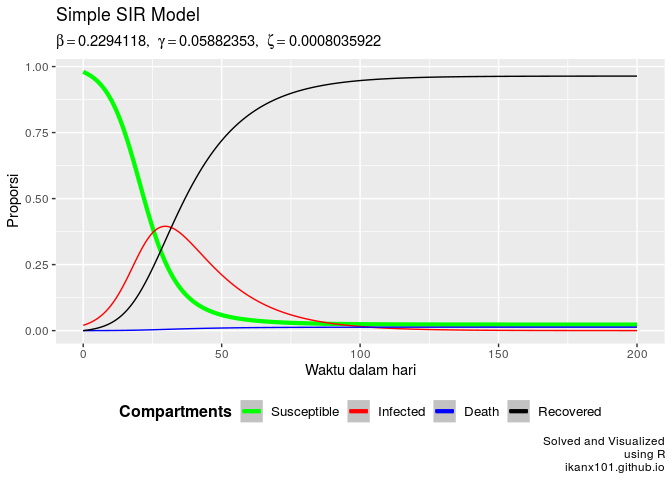 Simple SIR Model
β = 0.2294118, γ = 0.05882353, ζ = 0.0008035922
Proporsi
1.00
0.75
0.50
0.25
0.00
0 50 100 150 200
Waktu dalam hari
Compartments Susceptible Infected Death Recovered
Solved and Visualized
using R
ikanx101.github.io